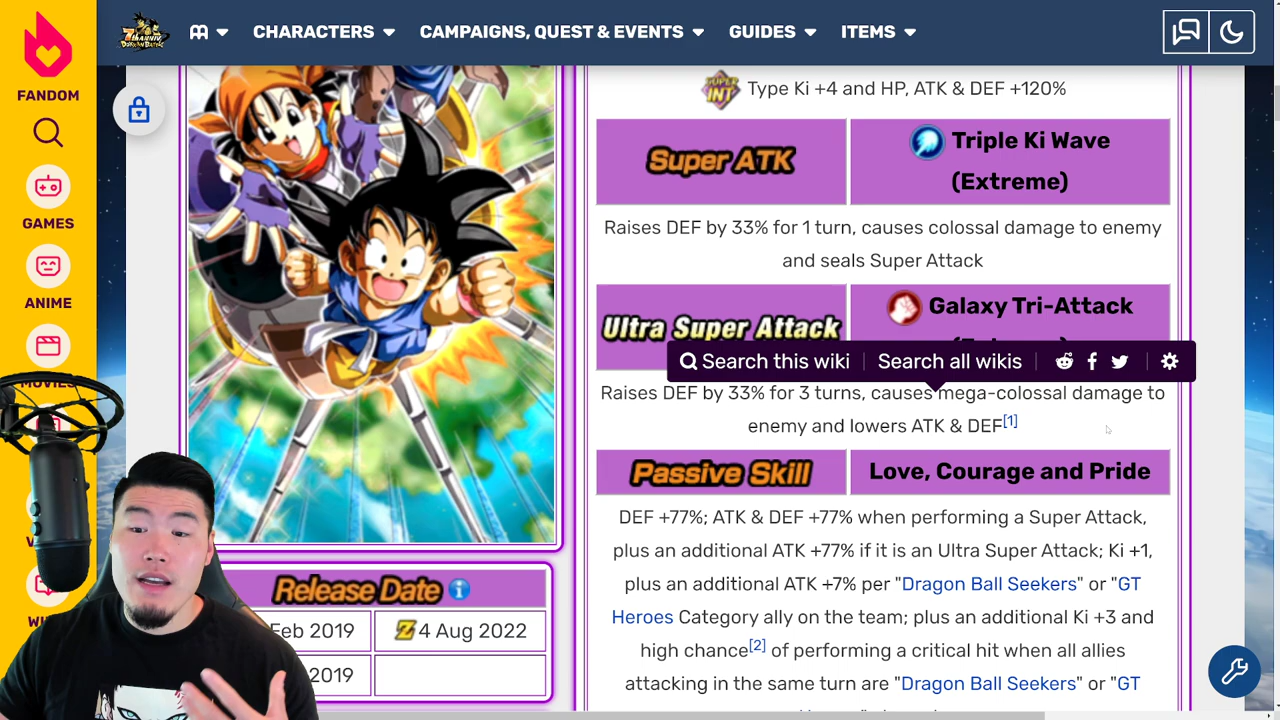 FANDOM
GAMES
ANIME
MOVIES
CHARACTERS
CAMPAIGNS, QUEST & EVENTS
GUIDES
ITEMS
SUPER INT Type Ki +4 and HP, ATK & DEF +120%
Super ATK
Triple Ki Wave
(Extreme)
Raises DEF by 33% for 1 turn, causes colossal damage to enemy
and seals Super Attack
Ultra Super Attack
Galaxy Tri-Attack
Search this wiki
Search all wikis
Raises DEF by 33% for 3 turns, causes mega-colossal damage to
enemy and lowers ATK & DEF[1]
Passive Skill
Love, Courage and Pride
DEF +77%; ATK & DEF +77% when performing a Super Attack,
plus an additional ATK +77% if it is an Ultra Super Attack; Ki +1,
plus an additional ATK +7% per "Dragon Ball Seekers" or "GT
Heroes Category ally on the team; plus an additional Ki +3 and
high chance[2] of performing a critical hit when all allies
attacking in the same turn are "Dragon Ball Seekers" or "GT
Release Date
Feb 2019
Z 4 Aug 2022
2019